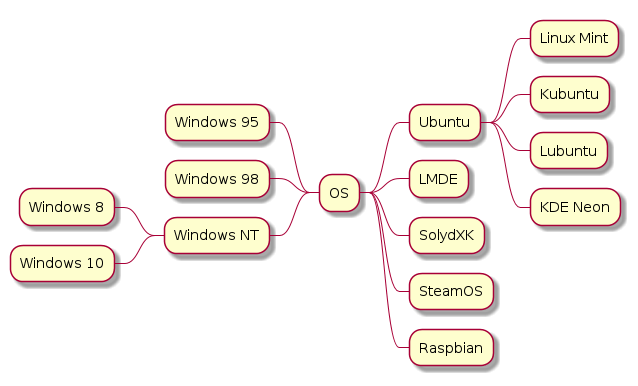 OS
Ubuntu
Linux Mint
Kubuntu
Lubuntu
KDE Neon
LMDE
SolydXK
SteamOS
Raspbian
Windows 95
Windows 98
Windows NT
Windows 8
Windows 10